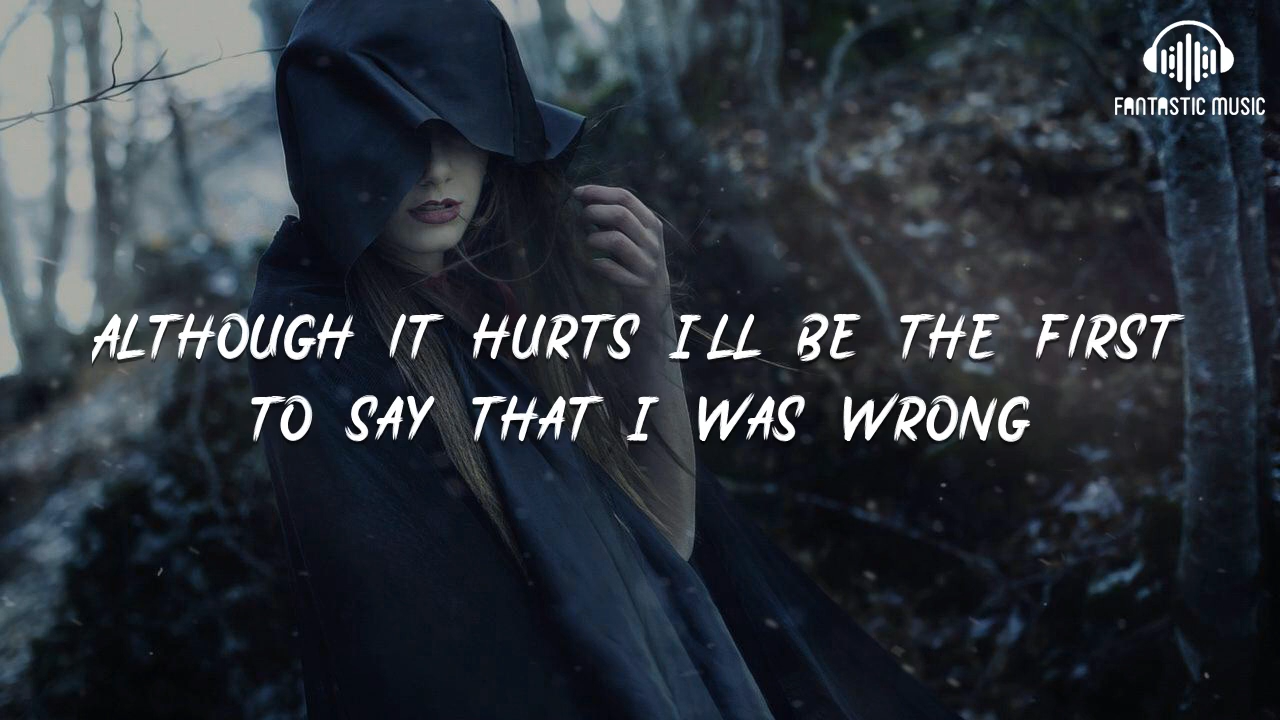 FANTASTIC MUSIC
ALTHOUGH IT HURTS I'LL BE THE FIRST
TO SAY THAT I WAS WRONG